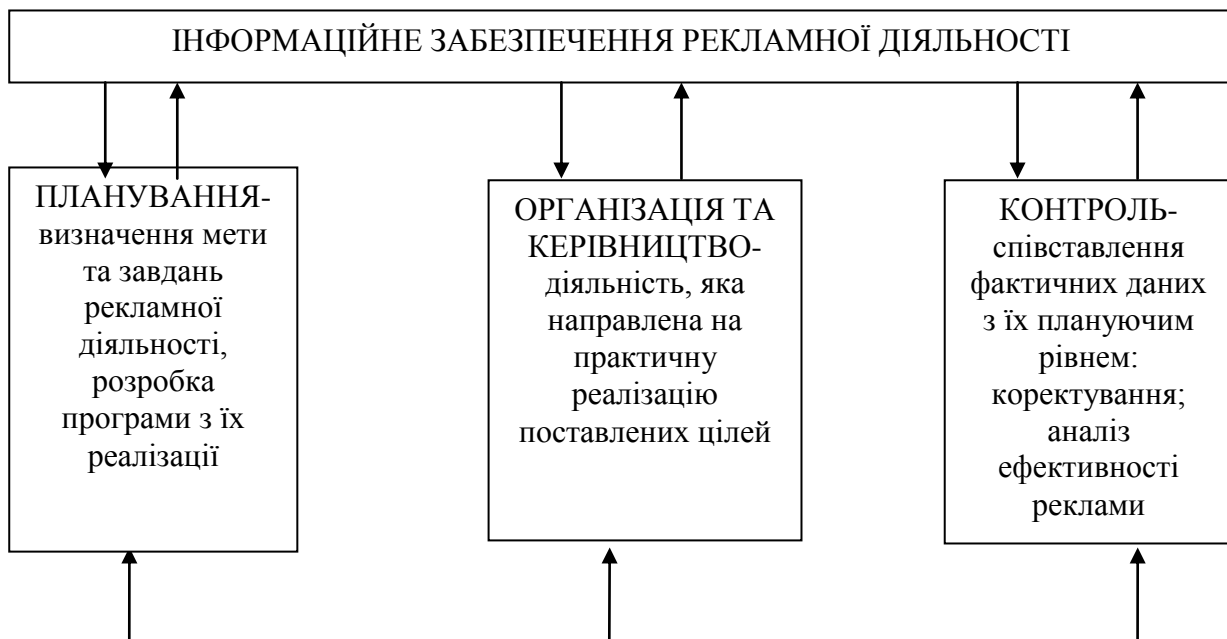 ІНФОРМАЦІЙНЕ ЗАБЕЗПЕЧЕННЯ РЕКЛАМНОЇ ДІЯЛЬНОСТІ
ПЛАНУВАННЯ-
визначення мети
та завдань
рекламної
діяльності,
розробка
програми з їх
реалізації
ОРГАНІЗАЦІЯ ТА
КЕРІВНИЦТВО-
діяльність, яка
направлена на
практичну
реалізацію
поставлених цілей
КОНТРОЛЬ-
співставлення
фактичних даних
з їх плануючим
рівнем:
коректування;
аналіз
ефективності
реклами